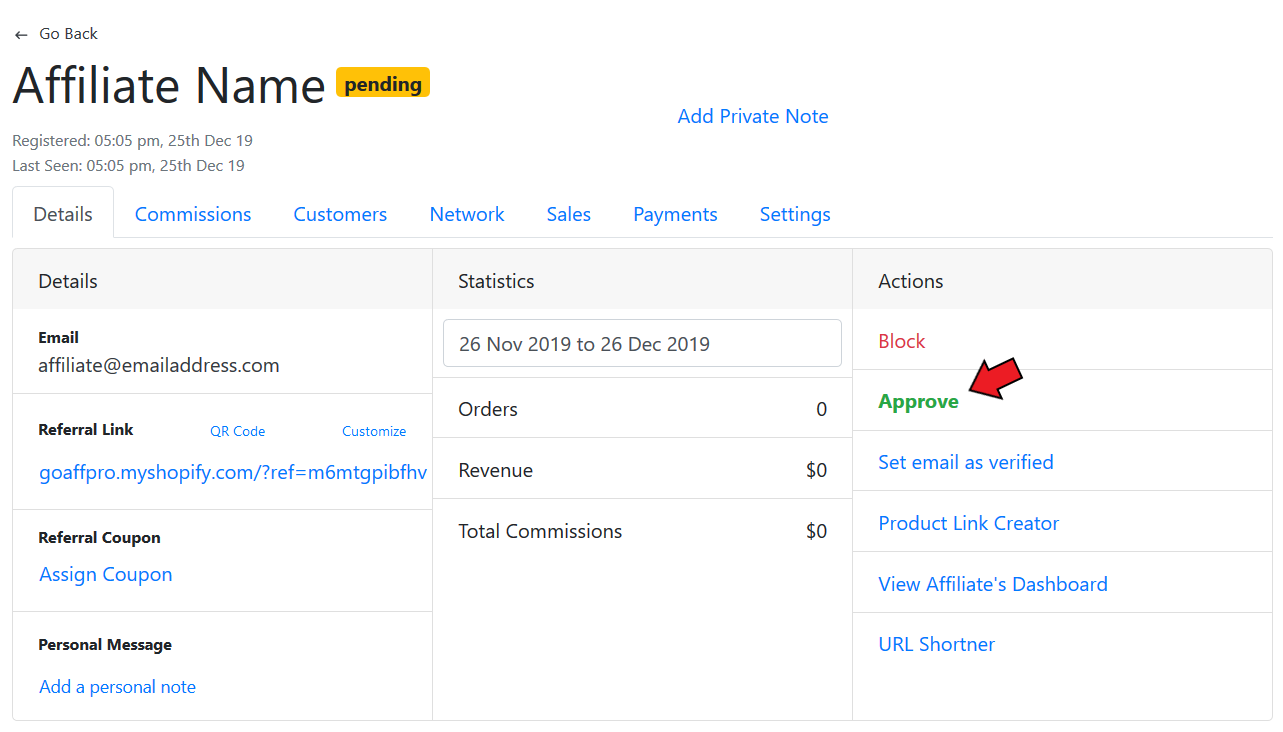 ← Go Back
Affiliate Name pending
Add Private Note
Registered: 05:05 pm, 25th Dec 19
Last Seen: 05:05 pm, 25th Dec 19
Details Commissions Customers Network Sales Payments Settings
Details
Email
affiliate@emailaddress.com
Referral Link QR Code Customize
goaffpro.myshopify.com/?ref=m6mtgpibfhv
Referral Coupon
Assign Coupon
Personal Message
Add a personal note
Statistics
26 Nov 2019 to 26 Dec 2019
Orders 0
Revenue $0
Total Commissions $0
Actions
Block
Approve
Set email as verified
Product Link Creator
View Affiliate's Dashboard
URL Shortner